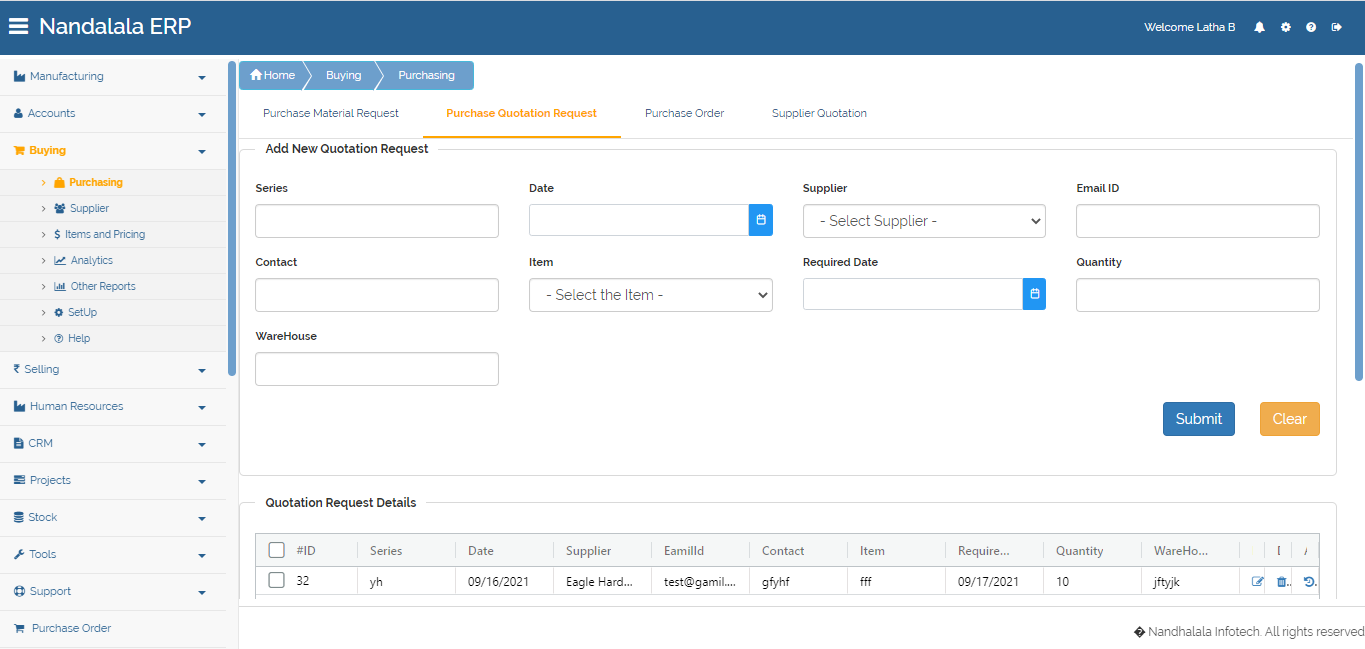 Nandalala ERP
Welcome Latha B
Manufacturing
Accounts
Buying
Purchasing
Supplier
$ Items and Pricing
Analytics
Other Reports
SetUp
Help
₹ Selling
Human Resources
CRM
Projects
Stock
Tools
Support
Purchase Order
Home Buying Purchasing
Purchase Material Request Purchase Quotation Request Purchase Order Supplier Quotation
Add New Quotation Request
Series Date Supplier Email ID
- Select Supplier -
Contact Item Required Date Quantity
- Select the Item -
WareHouse
Submit Clear
Quotation Request Details
#ID Series Date Supplier EamilId Contact Item Require... Quantity WareHo...
32 yh 09/16/2021 Eagle Hard... test@gamil.... gfyhf fff 09/17/2021 10 jftyjk
� Nandhalala Infotech. All rights reserved